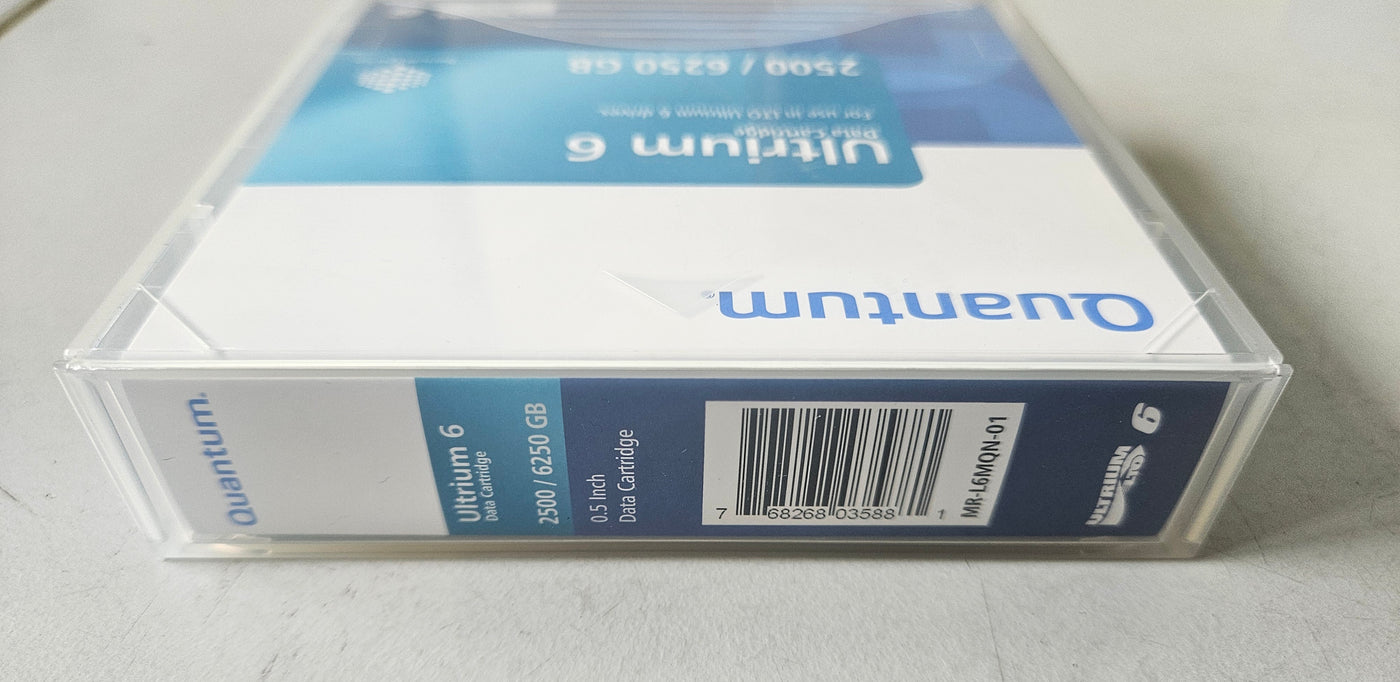 2500 / 6250 GB
For use in LTO Ultrium 6 drives
Data Cartridge
Ultrium 6
Quantum
Quantum.
Ultrium 6
Data Cartridge
2500 / 6250 GB
0.5 Inch
Data Cartridge
7 68268 03588 1
MR-L6MQN-01
ULTRIUM
LTO
6